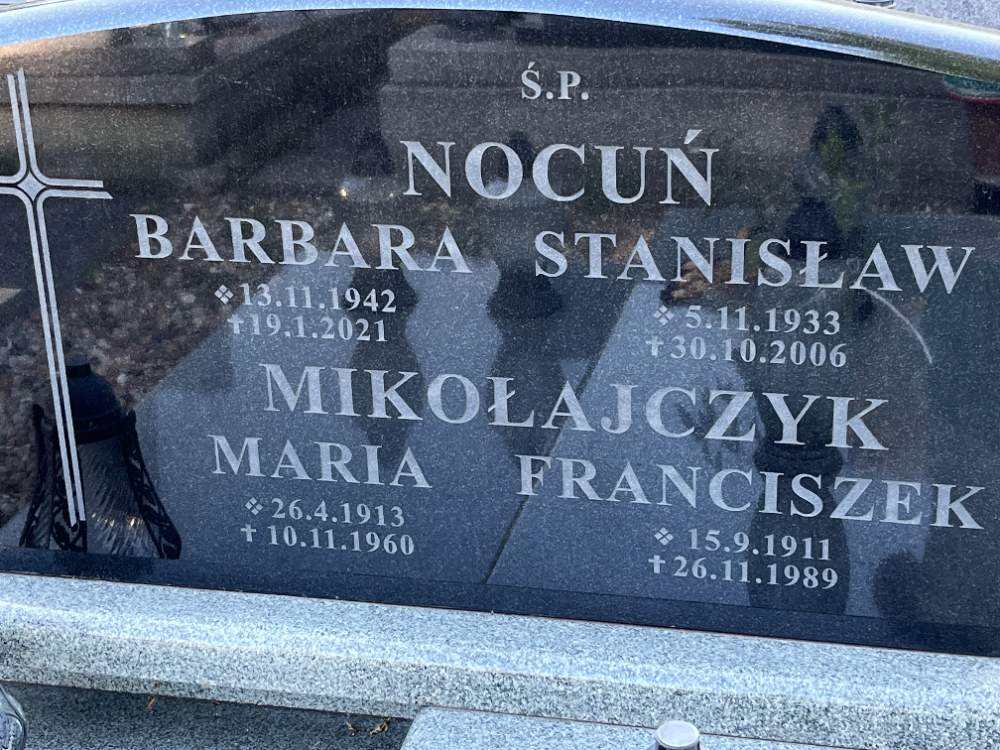 Ś.P.
NOCUŃ
BARBARA STANISŁAW
❖ 13.11.1942 ❖ 5.11.1933
✝ 19.1.2021 ✝ 30.10.2006
MIKOŁAJCZYK
MARIA FRANCISZEK
❖ 26.4.1913 ❖ 15.9.1911
✝ 10.11.1960 ✝ 26.11.1989